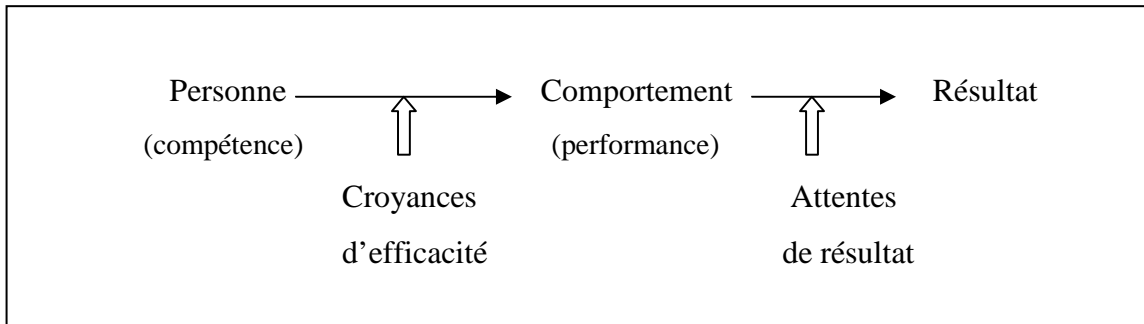 Personne Comportement Résultat
(compétence) (performance)
Croyances Attentes
d’efficacité de résultat